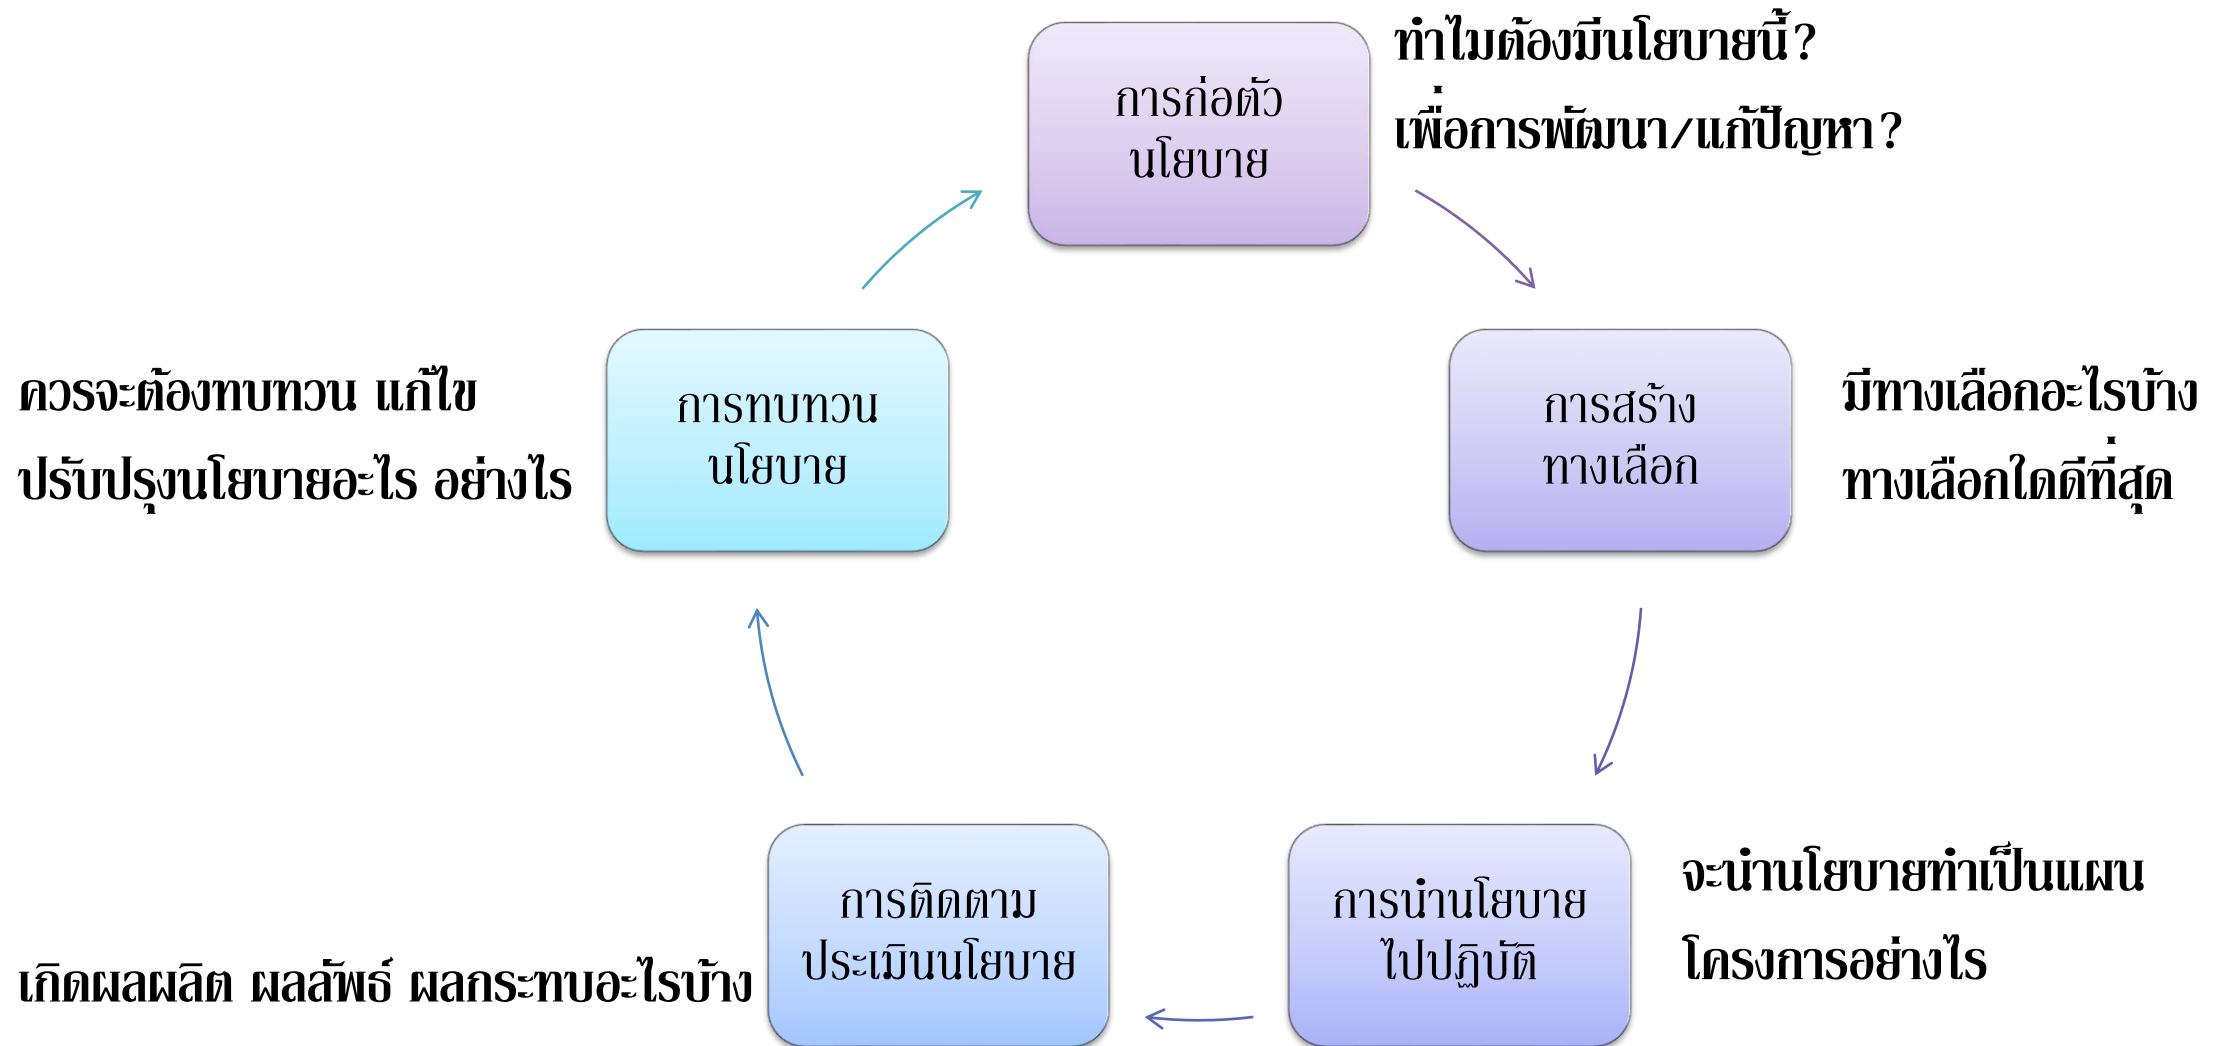 การก่อตัว
นโยบาย
ทำไมต้องมีนโยบายนี้?
เพื่อการพัฒนา/แก้ปัญหา?
การสร้าง
ทางเลือก
มีทางเลือกอะไรบ้าง
ทางเลือกใดดีที่สุด
การนำนโยบาย
ไปปฏิบัติ
จะนำนโยบายทำเป็นแผน
โครงการอย่างไร
การติดตาม
ประเมินนโยบาย
เกิดผลผลิต ผลลัพธ์ ผลกระทบอะไรบ้าง
การทบทวน
นโยบาย
ควรจะต้องทบทวน แก้ไข
ปรับปรุงนโยบายอะไร อย่างไร